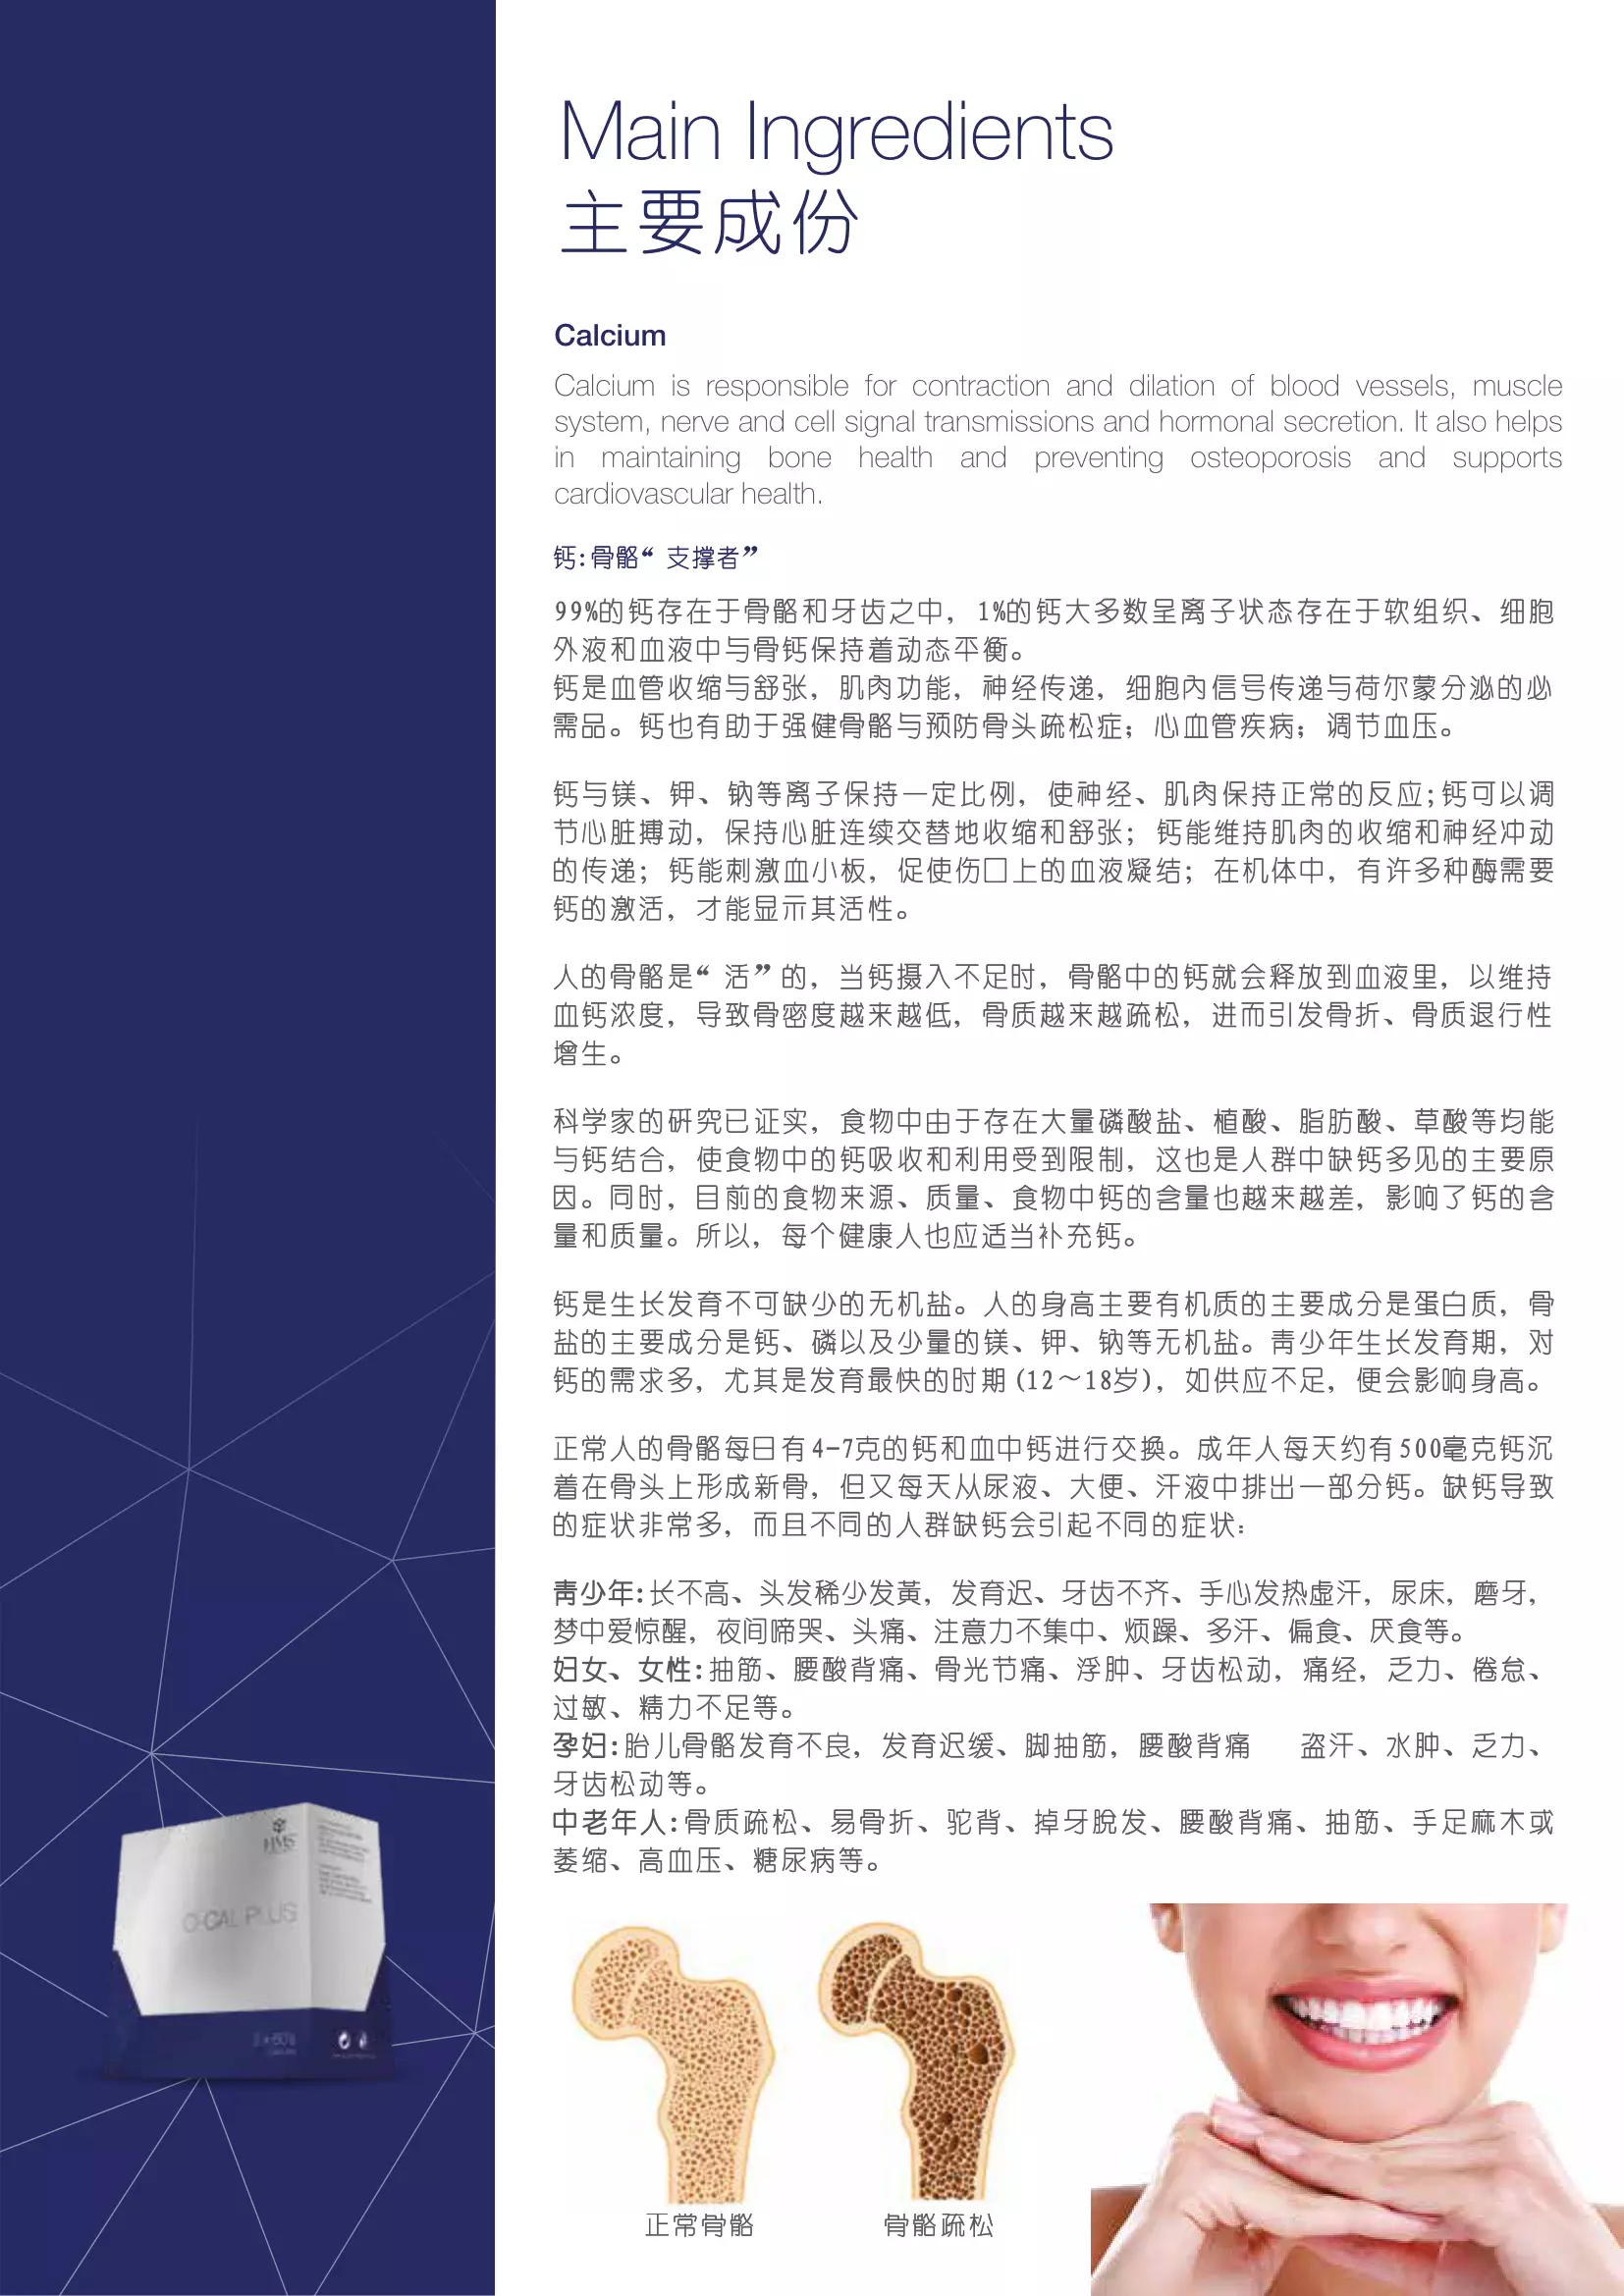 Main Ingredients
主要成份
Calcium
Calcium is responsible for contraction and dilation of blood vessels, muscle
system, nerve and cell signal transmissions and hormonal secretion. It also helps
in maintaining bone health and preventing osteoporosis and supports
cardiovascular health.
钙:骨骼“支撑者”
99%的钙存在于骨骼和牙齿之中，1%的钙大多数呈离子状态存在于软组织、细胞
外液和血液中与骨钙保持着动态平衡。
钙是血管收缩与舒张，肌肉功能，神经传递，细胞内信号传递与荷尔蒙分泌的必
需品。钙也有助于强健骨骼与预防骨头疏松症；心血管疾病；调节血压。
钙与镁、钾、钠等离子保持一定比例，使神经、肌肉保持正常的反应;钙可以调
节心脏搏动，保持心脏连续交替地收缩和舒张；钙能维持肌肉的收缩和神经冲动
的传递；钙能刺激血小板，促使伤口上的血液凝结；在机体中，有许多种酶需要
钙的激活，才能显示其活性。
人的骨骼是“活”的，当钙摄入不足时，骨骼中的钙就会释放到血液里，以维持
血钙浓度，导致骨密度越来越低，骨质越来越疏松，进而引发骨折、骨质退行性
增生。
科学家的研究已证实，食物中由于存在大量磷酸盐、植酸、脂肪酸、草酸等均能
与钙结合，使食物中的钙吸收和利用受到限制，这也是人群中缺钙多见的主要原
因。同时，目前的食物来源、质量、食物中钙的含量也越来越差，影响了钙的含
量和质量。所以，每个健康人也应适当补充钙。
钙是生长发育不可缺少的无机盐。人的身高主要有机质的主要成分是蛋白质，骨
盐的主要成分是钙、磷以及少量的镁、钾、钠等无机盐。青少年生长发育期，对
钙的需求多，尤其是发育最快的时期(12～18岁)，如供应不足，便会影响身高。
正常人的骨骼每日有4-7克的钙和血中钙进行交换。成年人每天约有500毫克钙沉
着在骨头上形成新骨，但又每天从尿液、大便、汗液中排出一部分钙。缺钙导致
的症状非常多，而且不同的人群缺钙会引起不同的症状：
青少年:长不高、头发稀少发黄，发育迟、牙齿不齐、手心发热虚汗，尿床，磨牙，
梦中爱惊醒，夜间啼哭、头痛、注意力不集中、烦躁、多汗、偏食、厌食等。
妇女、女性:抽筋、腰酸背痛、骨光节痛、浮肿、牙齿松动，痛经，乏力、倦怠、
过敏、精力不足等。
孕妇:胎儿骨骼发育不良，发育迟缓、脚抽筋，腰酸背痛 盗汗、水肿、乏力、
牙齿松动等。
中老年人:骨质疏松、易骨折、驼背、掉牙脱发、腰酸背痛、抽筋、手足麻木或
萎缩、高血压、糖尿病等。
HMS
O-CAL PLUS
正常骨骼
骨骼疏松